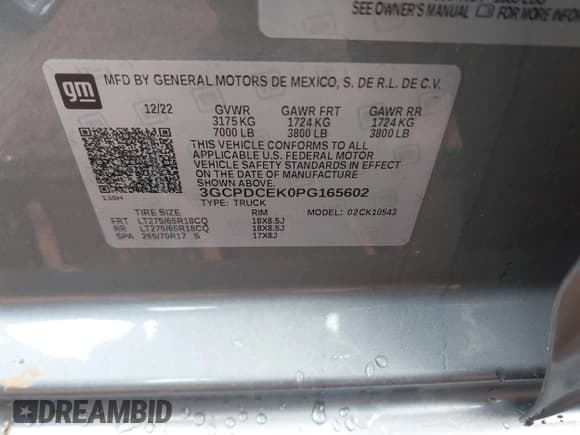 SEE OWNER'S MANUAL FOR MORE INFOR
gm
MFD BY GENERAL MOTORS DE MEXICO, S. DE R.L. DE C.V.
12/22 GVWR GAWR FRT GAWR RR
3175 KG 1724 KG 1724 KG
7000 LB 3800 LB 3800 LB
THIS VEHICLE CONFORMS TO ALL
APPLICABLE U.S. FEDERAL MOTOR
VEHICLE SAFETY STANDARDS IN EFFECT
ON THE DATE OF MANUFACTURE
SHOWN ABOVE.
3GCPDCEK0PG165602
TYPE: TRUCK
TIRE SIZE RIM MODEL: 02CK10543
FRT LT275/65R18CQ 18X8.5J
RR LT275/65R18CQ 18X8.5J
SPA 265/70R17 S 17X8J
DREAMBID